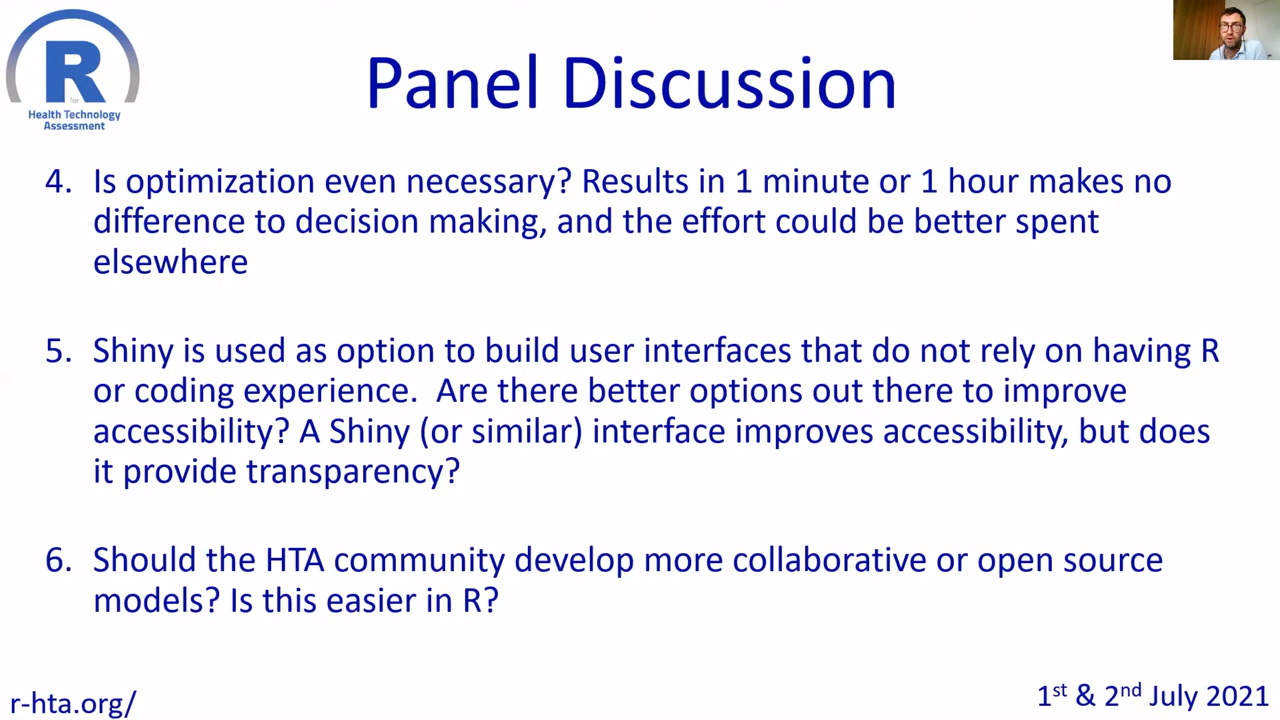 R
for
Health Technology
Assessment
Panel Discussion
4. Is optimization even necessary? Results in 1 minute or 1 hour makes no
difference to decision making, and the effort could be better spent
elsewhere
5. Shiny is used as option to build user interfaces that do not rely on having R
or coding experience.  Are there better options out there to improve
accessibility? A Shiny (or similar) interface improves accessibility, but does
it provide transparency?
6. Should the HTA community develop more collaborative or open source
models? Is this easier in R?
r-hta.org/
1st & 2nd July 2021